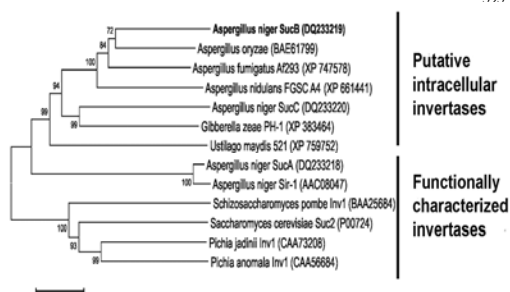 72
Aspergillus niger SucB (DQ233219)
84
Aspergillus oryzae (BAE61799)
Aspergillus fumigatus Af293 (XP 747578)
100
Aspergillus nidulans FGSC A4 (XP 661441)
94
Aspergillus niger SucC (DQ233220)
99
Gibberella zeae PH-1 (XP 383464)
99
Ustilago maydis 521 (XP 759752)
Putative
intracellular
invertases
Aspergillus niger SucA (DQ233218)
100
Aspergillus niger Sir-1 (AAC08047)
Schizosaccharomyces pombe Inv1 (BAA25684)
100
Saccharomyces cerevisiae Suc2 (P00724)
93
Pichia jadinii Inv1 (CAA73208)
99
Pichia anomala Inv1 (CAA56684)
Functionally
characterized
invertases